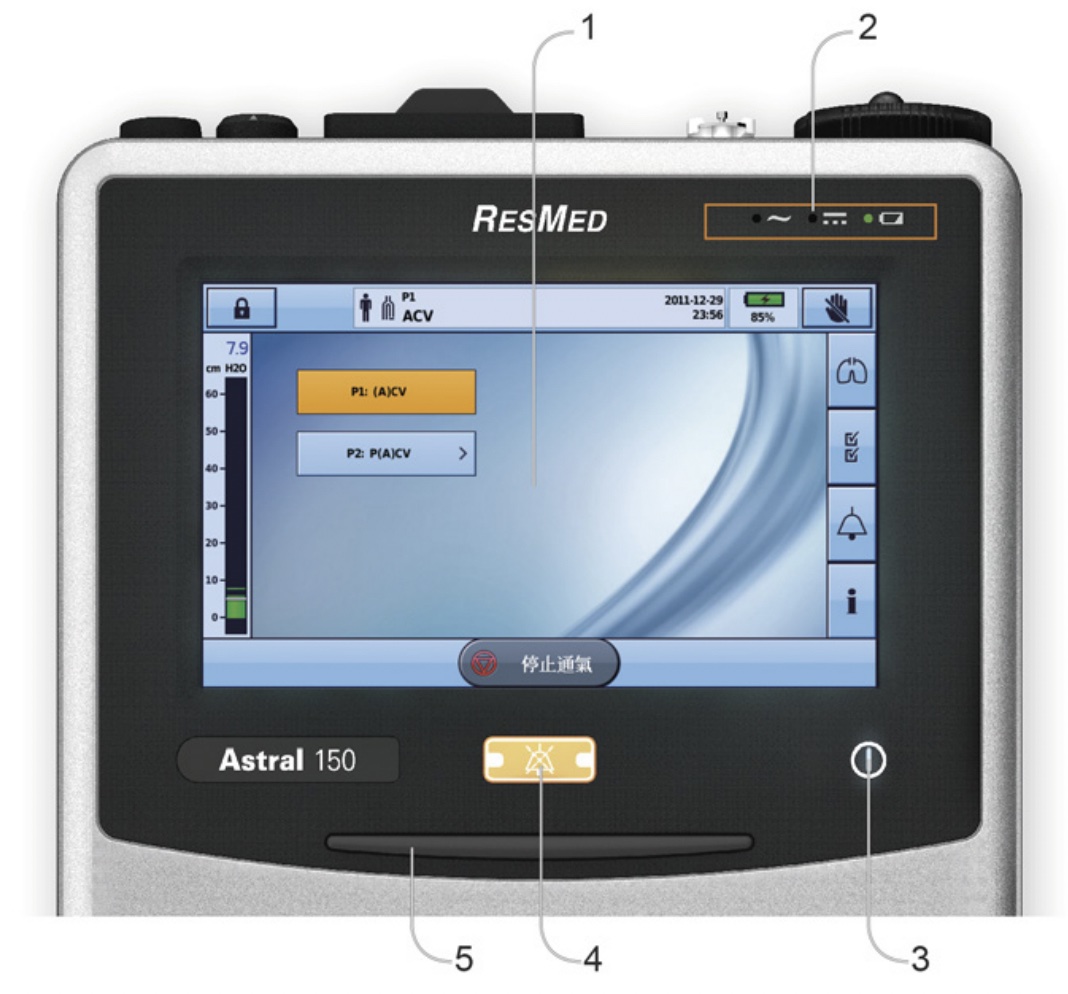 1
2
RESMED
P1
ACV
2011-12-29
23:56
85%
7.9
cm H2O
60
50
40
30
20
10
0
P1: (A)CV
P2: P(A)CV
i
停止通氣
Astral 150
5
4
3